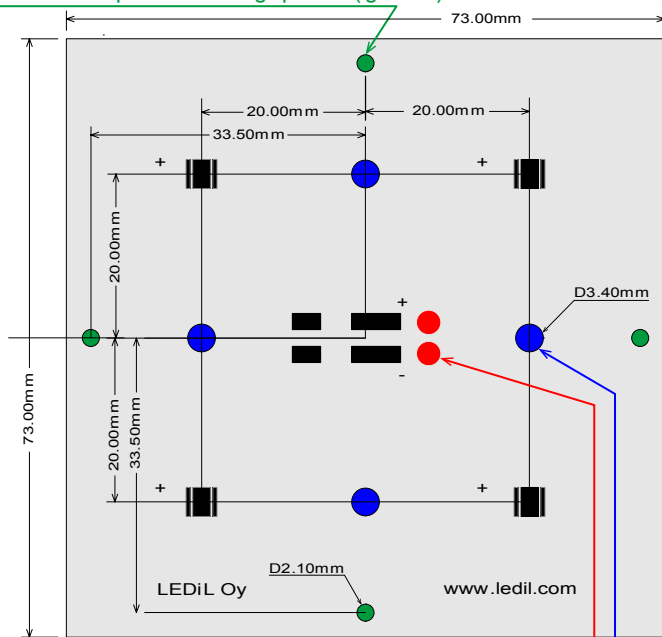 73.00mm
20.00mm
20.00mm
33.50mm
+
+
20.00mm
+
D3.40mm
-
73.00mm
20.00mm
33.50mm
+
+
D2.10mm
LEDiL Oy
www.ledil.com